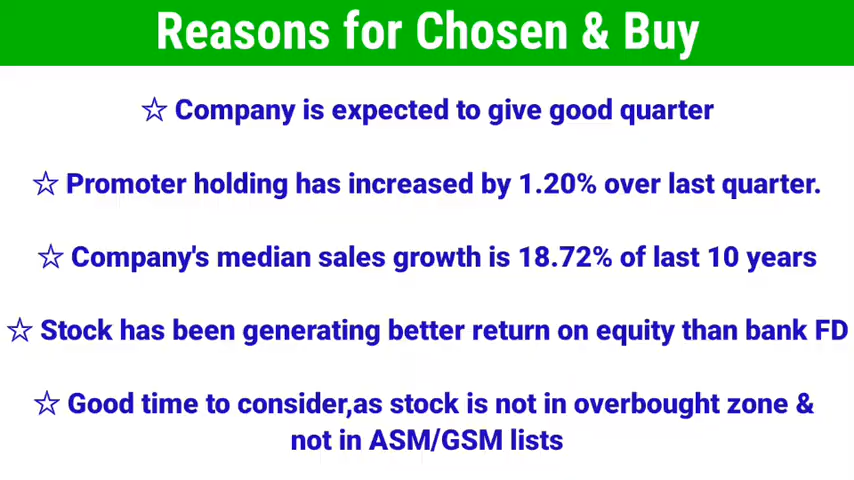 Reasons for Chosen & Buy
☆ Company is expected to give good quarter
☆ Promoter holding has increased by 1.20% over last quarter.
☆ Company's median sales growth is 18.72% of last 10 years
☆ Stock has been generating better return on equity than bank FD
☆ Good time to consider,as stock is not in overbought zone &
not in ASM/GSM lists